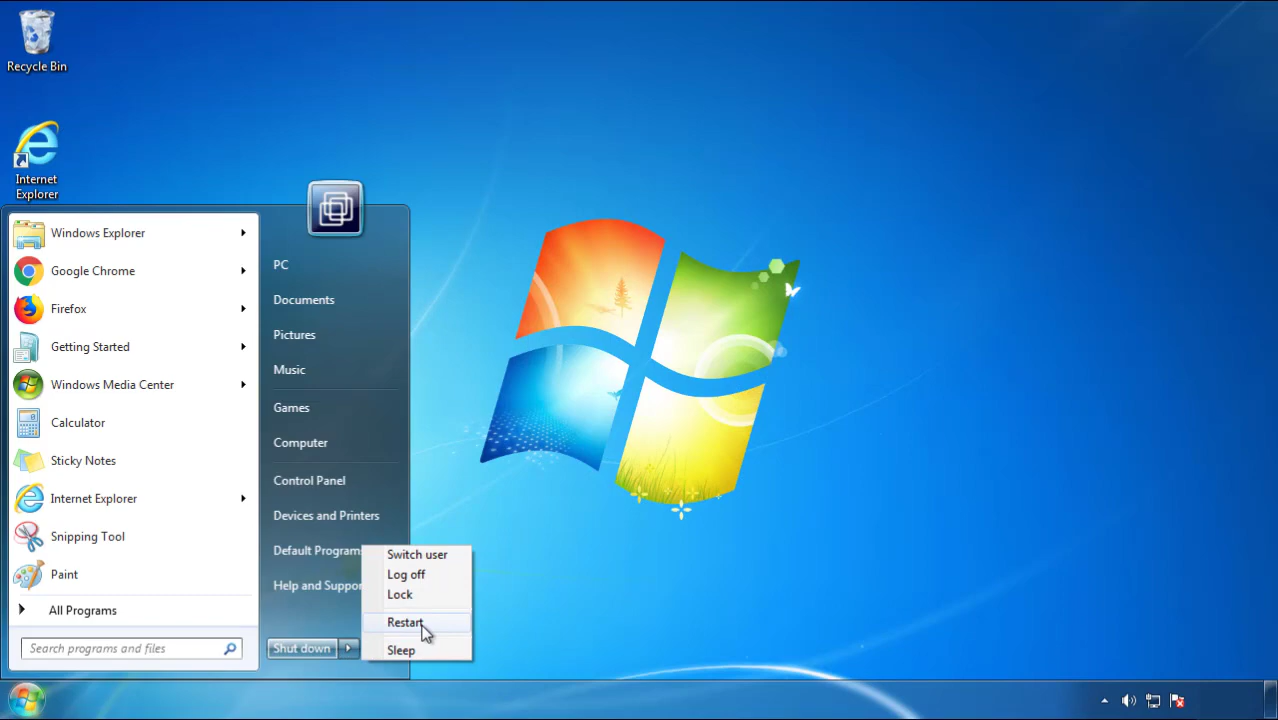 Recycle Bin
Internet
Explorer
Windows Explorer
Google Chrome
Firefox
Getting Started
Windows Media Center
Calculator
Sticky Notes
Internet Explorer
Snipping Tool
Paint
All Programs
Search programs and files
PC
Documents
Pictures
Music
Games
Computer
Control Panel
Devices and Printers
Default Program
Help and Suppor
Shut down
Switch user
Log off
Lock
Restart
Sleep